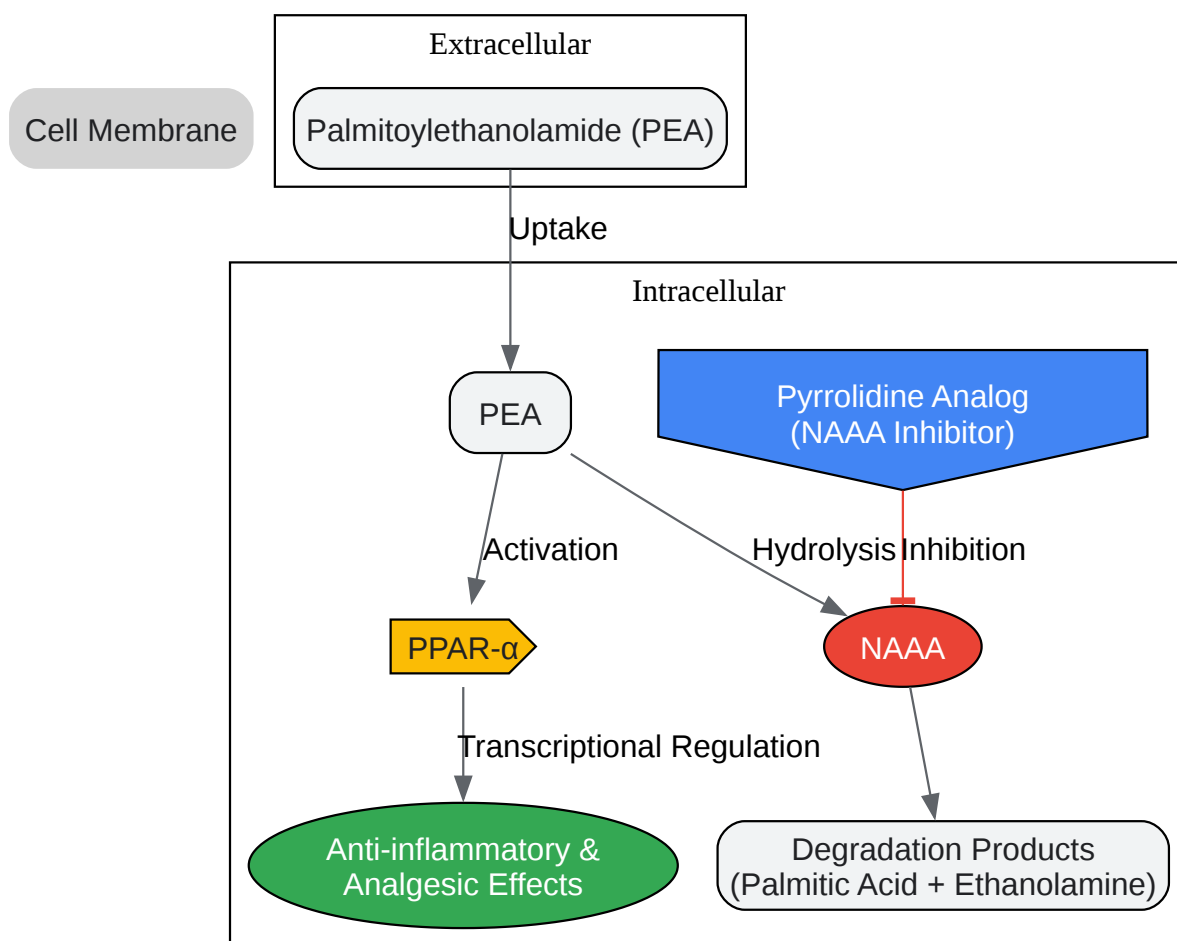 Extracellular
Cell Membrane
Palmitoylethanolamide (PEA)
Uptake
Intracellular
PEA
Pyrrolidine Analog
(NAAA Inhibitor)
Activation
Hydrolysis
Inhibition
PPAR-α
NAAA
Transcriptional Regulation
Anti-inflammatory &
Analgesic Effects
Degradation Products
(Palmitic Acid + Ethanolamine)